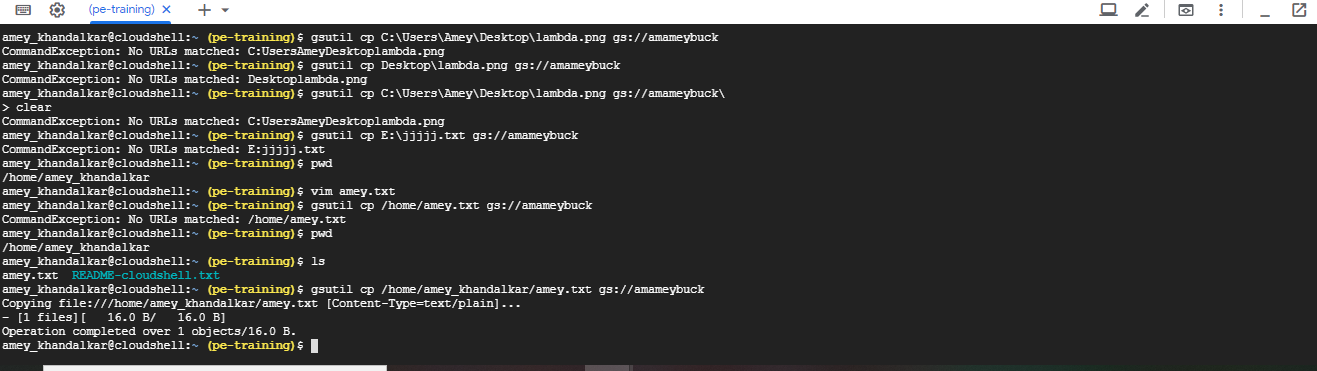 (pe-training)
amey_khandalkar@cloudshell:~ (pe-training)$ gsutil cp C:\Users\Amey\Desktop\lambda.png gs://amameybuck
CommandException: No URLs matched: C:UsersAmeyDesktoplambda.png
amey_khandalkar@cloudshell:~ (pe-training)$ gsutil cp Desktop\lambda.png gs://amameybuck
CommandException: No URLs matched: Desktoplambda.png
amey_khandalkar@cloudshell:~ (pe-training)$ gsutil cp C:\Users\Amey\Desktop\lambda.png gs://amameybuck\
> clear
CommandException: No URLs matched: C:UsersAmeyDesktoplambda.png
amey_khandalkar@cloudshell:~ (pe-training)$ gsutil cp E:\jjjjj.txt gs://amameybuck
CommandException: No URLs matched: E:jjjjj.txt
amey_khandalkar@cloudshell:~ (pe-training)$ pwd
/home/amey_khandalkar
amey_khandalkar@cloudshell:~ (pe-training)$ vim amey.txt
amey_khandalkar@cloudshell:~ (pe-training)$ gsutil cp /home/amey.txt gs://amameybuck
CommandException: No URLs matched: /home/amey.txt
amey_khandalkar@cloudshell:~ (pe-training)$ pwd
/home/amey_khandalkar
amey_khandalkar@cloudshell:~ (pe-training)$ ls
amey.txt  README-cloudshell.txt
amey_khandalkar@cloudshell:~ (pe-training)$ gsutil cp /home/amey_khandalkar/amey.txt gs://amameybuck
Copying file:///home/amey_khandalkar/amey.txt [Content-Type=text/plain]...
- [1 files][   16.0 B/   16.0 B]
Operation completed over 1 objects/16.0 B.
amey_khandalkar@cloudshell:~ (pe-training)$